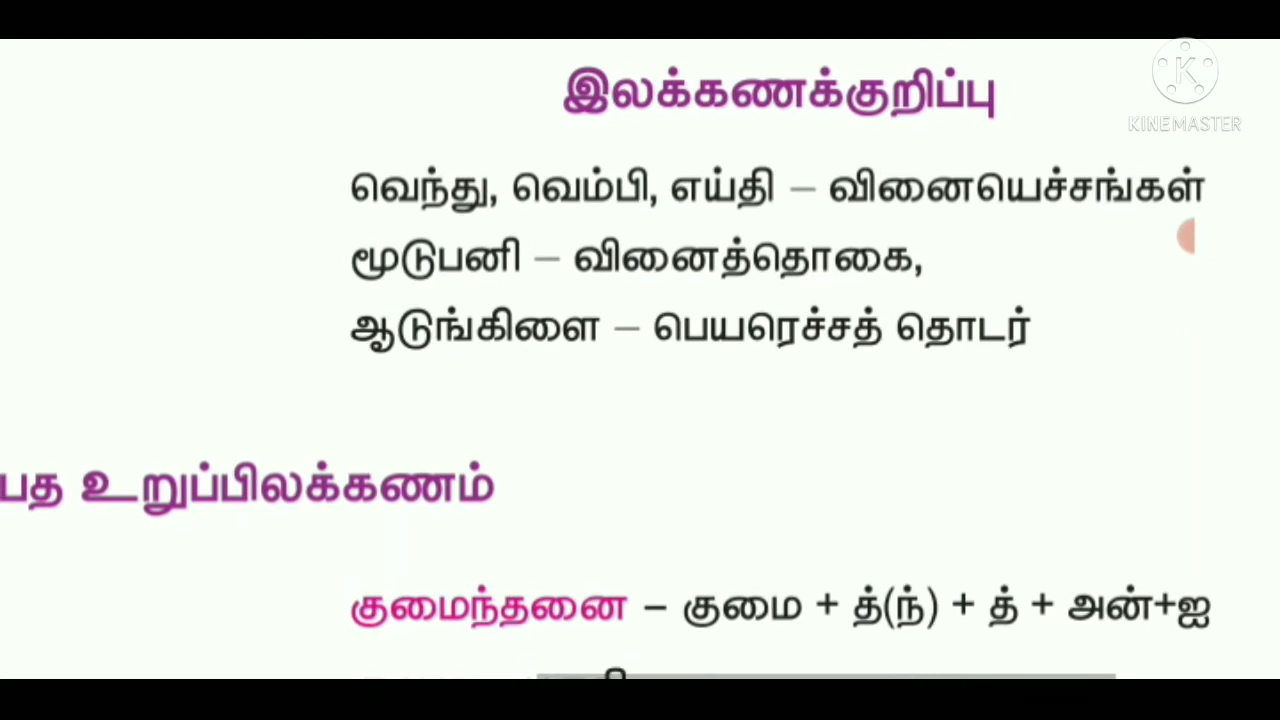 இலக்கணக்குறிப்பு
KINEMASTER
வெந்து, வெம்பி, எய்தி – வினையெச்சங்கள்
மூடுபனி – வினைத்தொகை,
ஆடுங்கிளை – பெயரெச்சத் தொடர்
பத உறுப்பிலக்கணம்
குமைந்தனை – குமை + த்(ந்) + த் + அன்+ஐ